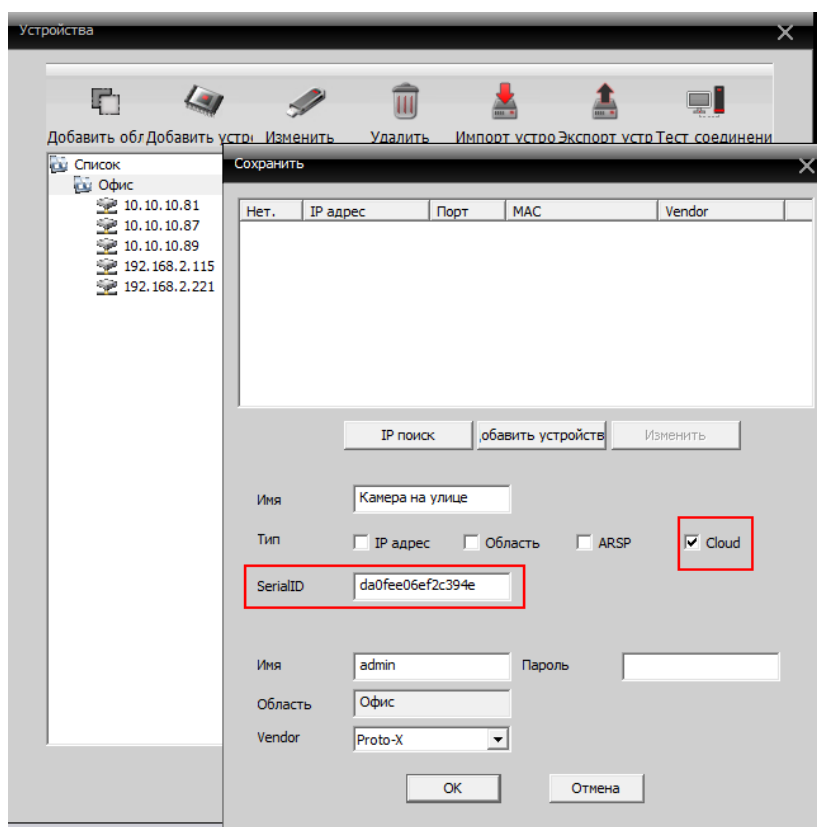 Устройства
Добавить обл Добавить устро Изменить Удалить Импорт устро Экспорт устр Тест соединени
Список
Офис
10.10.10.81
10.10.10.87
10.10.10.89
192.168.2.115
192.168.2.221
Сохранить
Нет. IP адрес Порт MAC Vendor
IP поиск обавить устройств Изменить
Имя Камера на улице
Тип IP адрес Область ARSP Cloud
SerialID da0fee06ef2c394e
Имя admin Пароль
Область Офис
Vendor Proto-X
OK Отмена